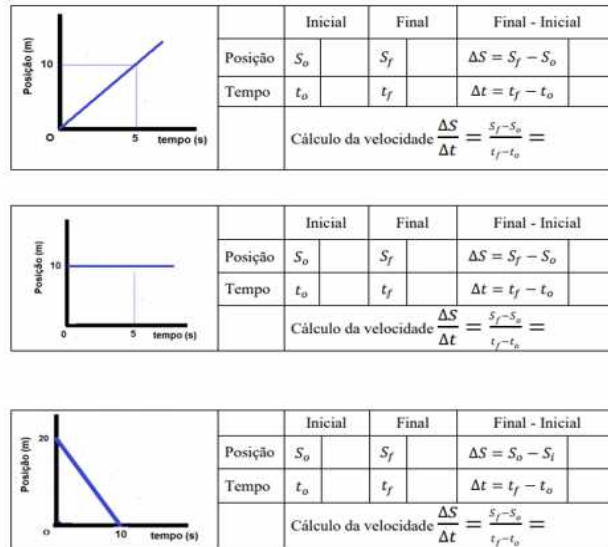 Inicial Final Final - Inicial
Posição (m)
10
O 5 tempo (s)
Posição S_o S_f ΔS = S_f − S_o
Tempo t_o t_f Δt = t_f − t_o
Cálculo da velocidade ΔS/Δt = (S_f−S_o)/(t_f−t_o) =
Inicial Final Final - Inicial
Posição (m)
10
0 5 tempo (s)
Posição S_o S_f ΔS = S_f − S_o
Tempo t_o t_f Δt = t_f − t_o
Cálculo da velocidade ΔS/Δt = (S_f−S_o)/(t_f−t_o) =
Inicial Final Final - Inicial
Posição (m)
20
O 10 tempo (s)
Posição S_o S_f ΔS = S_o − S_i
Tempo t_o t_f Δt = t_f − t_o
Cálculo da velocidade ΔS/Δt = (S_f−S_o)/(t_f−t_o) =